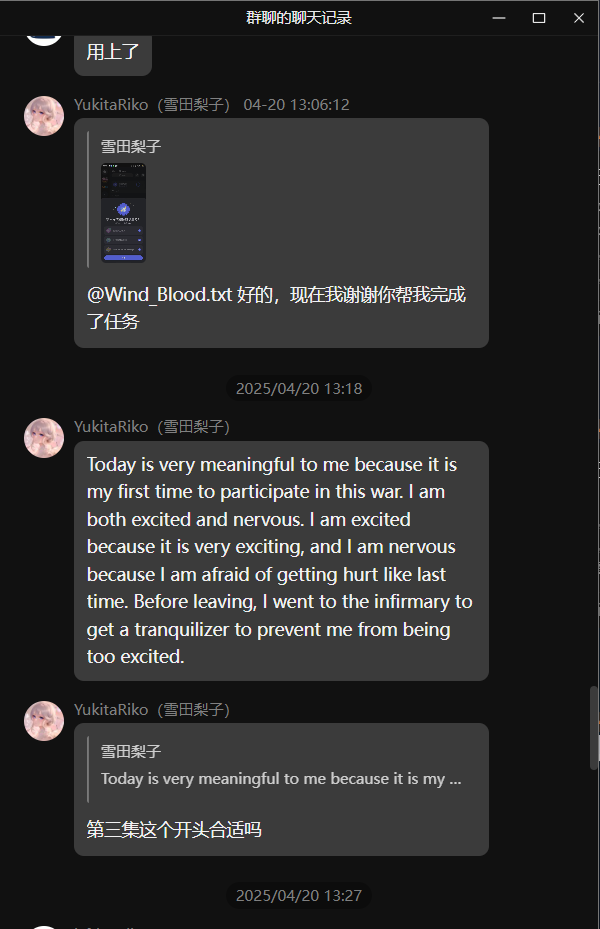 群聊的聊天记录
用上了
YukitaRiko（雪田梨子） 04-20 13:06:12
雪田梨子
@Wind_Blood.txt 好的，现在我谢谢你帮我完成
了任务
2025/04/20 13:18
YukitaRiko（雪田梨子）
Today is very meaningful to me because it is
my first time to participate in this war. I am
both excited and nervous. I am excited
because it is very exciting, and I am nervous
because I am afraid of getting hurt like last
time. Before leaving, I went to the infirmary to
get a tranquilizer to prevent me from being
too excited.
YukitaRiko（雪田梨子）
雪田梨子
Today is very meaningful to me because it is my ...
第三集这个开头合适吗
2025/04/20 13:27